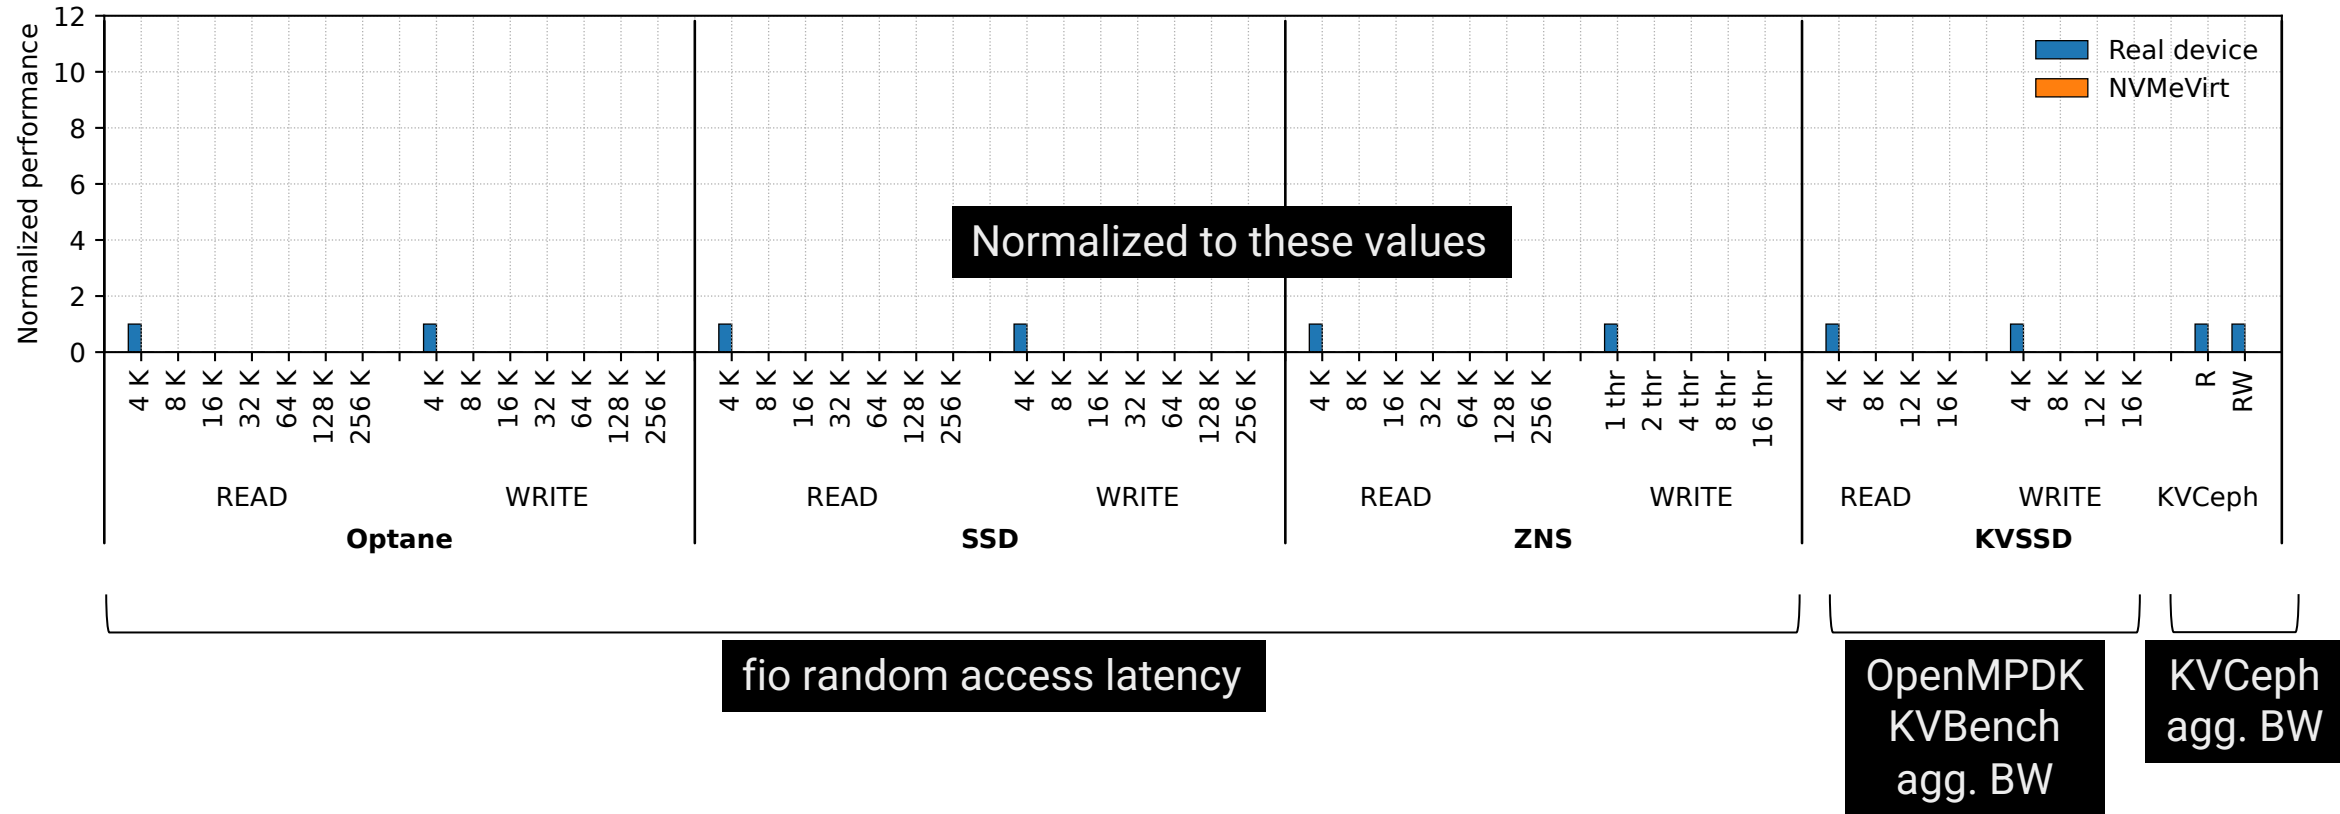 Normalized performance
12
10
8
6
4
2
0
Real device
NVMeVirt
Normalized to these values
4 K 8 K 16 K 32 K 64 K 128 K 256 K 4 K 8 K 16 K 32 K 64 K 128 K 256 K 4 K 8 K 16 K 32 K 64 K 128 K 256 K 4 K 8 K 16 K 32 K 64 K 128 K 256 K 4 K 8 K 16 K 32 K 64 K 128 K 256 K 1 thr 2 thr 4 thr 8 thr 16 thr 4 K 8 K 12 K 16 K 4 K 8 K 12 K 16 K R RW
READ WRITE READ WRITE READ WRITE READ WRITE KVCeph
Optane SSD ZNS KVSSD
fio random access latency
OpenMPDK
KVBench
agg. BW
KVCeph
agg. BW